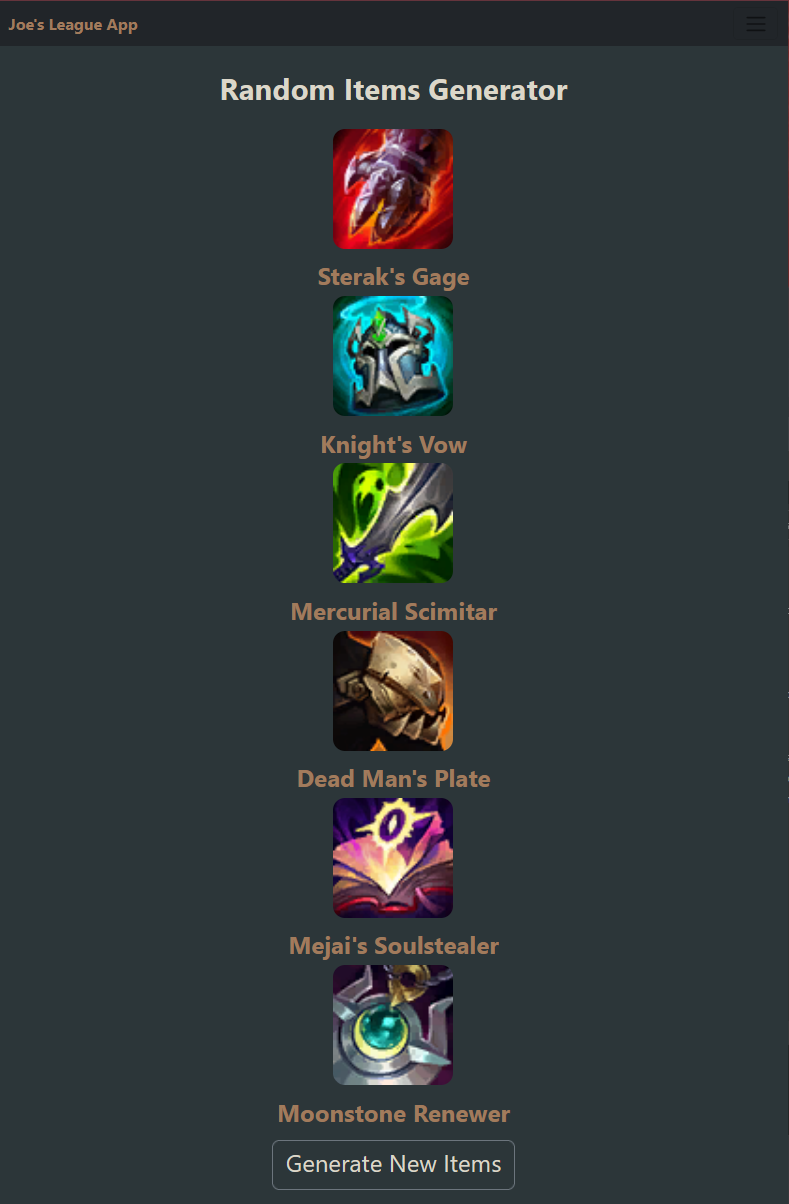 Joe's League App
Random Items Generator
Sterak's Gage
Knight's Vow
Mercurial Scimitar
Dead Man's Plate
Mejai's Soulstealer
Moonstone Renewer
Generate New Items